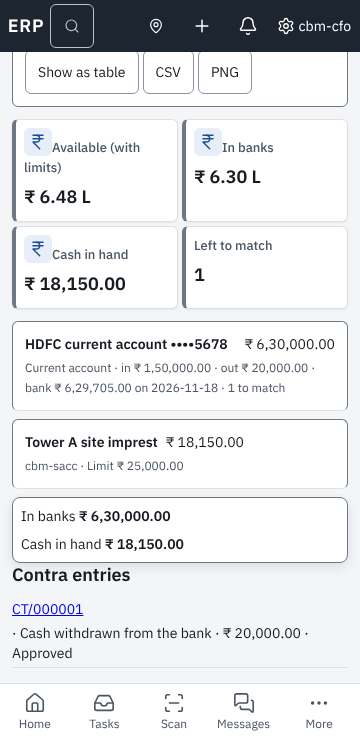 ERP
cbm-cfo
Show as table
CSV
PNG
₹ Available (with
limits)
₹ 6.48 L
₹ In banks
₹ 6.30 L
₹ Cash in hand
₹ 18,150.00
Left to match
1
HDFC current account ••••5678 ₹ 6,30,000.00
Current account · in ₹ 1,50,000.00 · out ₹ 20,000.00 ·
bank ₹ 6,29,705.00 on 2026-11-18 · 1 to match
Tower A site imprest ₹ 18,150.00
cbm-sacc · Limit ₹ 25,000.00
In banks ₹ 6,30,000.00
Cash in hand ₹ 18,150.00
Contra entries
CT/000001
· Cash withdrawn from the bank · ₹ 20,000.00 ·
Approved
Home
Tasks
Scan
Messages
More